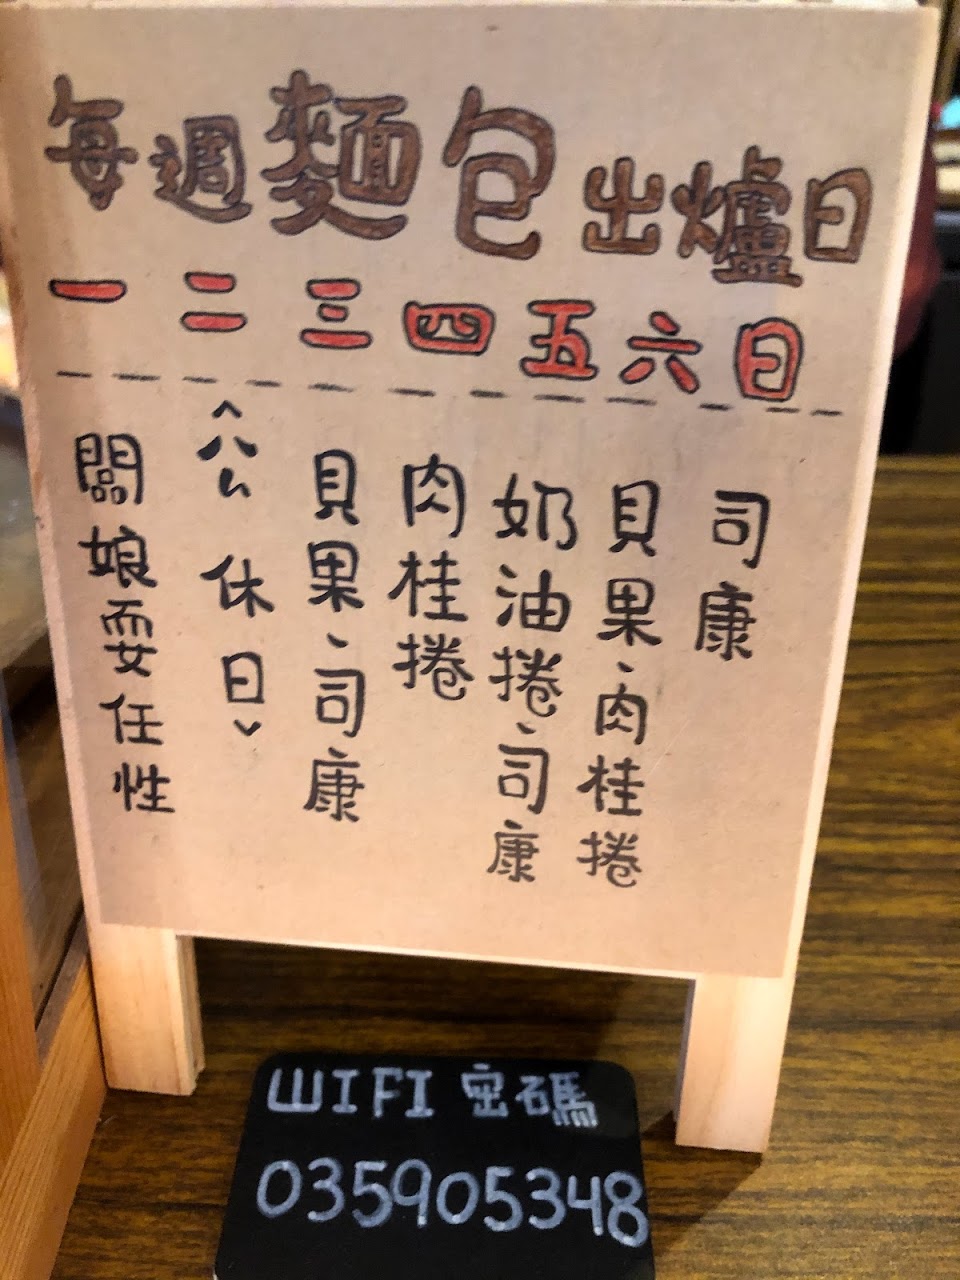 每週麵包出爐日
一 二 三 四 五 六 日
闆娘耍任性
︿公休日﹀
貝果、司康
肉桂捲
奶油捲、司康
貝果、肉桂捲
司康
WIFI 密碼
035905348